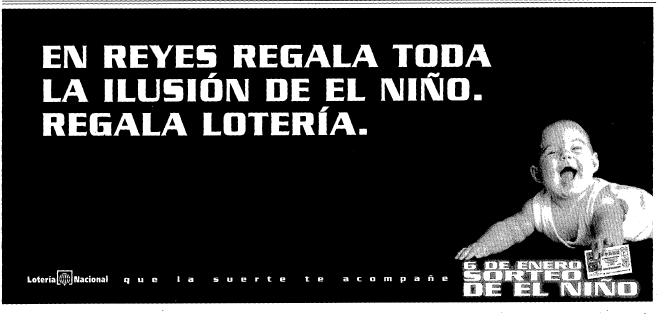 EN REYES REGALA TODA
LA ILUSIÓN DE EL NIÑO.
REGALA LOTERÍA.
6 DE ENERO
SORTEO
DE EL NIÑO
Lotería Nacional que la suerte te acompañe